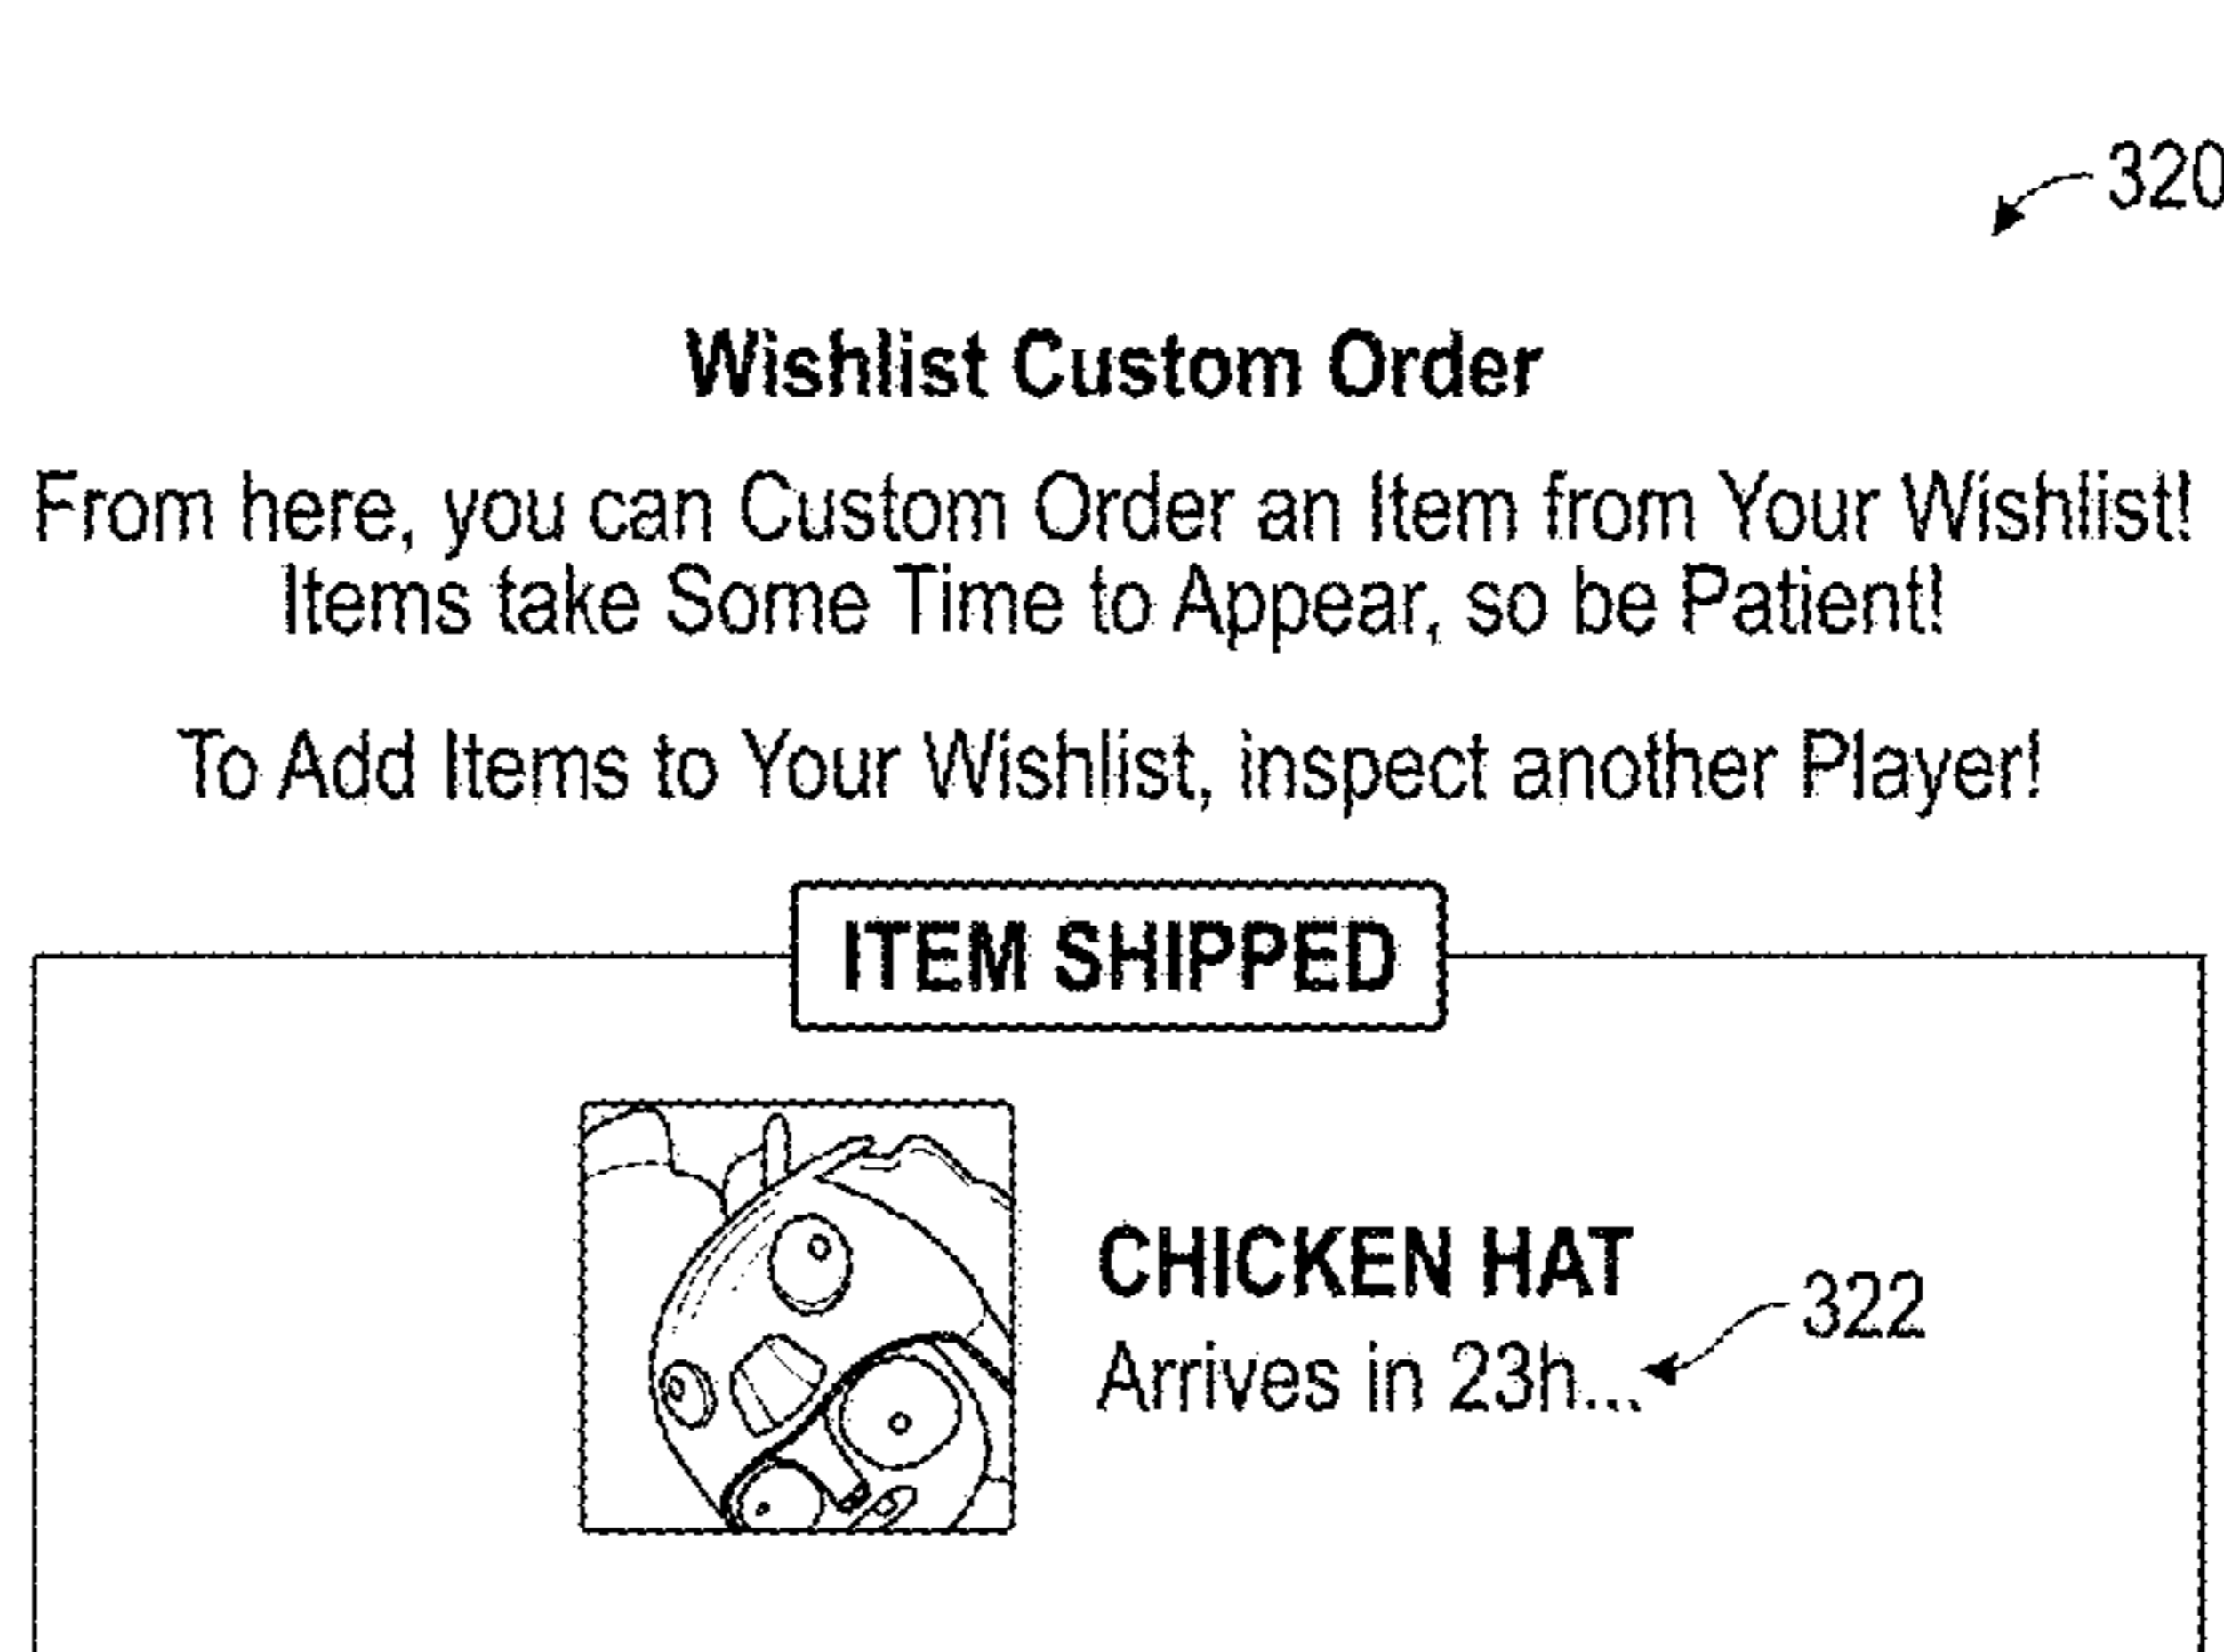 320
Wishlist Custom Order
From here, you can Custom Order an Item from Your Wishlist!
Items take Some Time to Appear, so be Patient!
To Add Items to Your Wishlist, inspect another Player!
ITEM SHIPPED
CHICKEN HAT
322
Arrives in 23h...